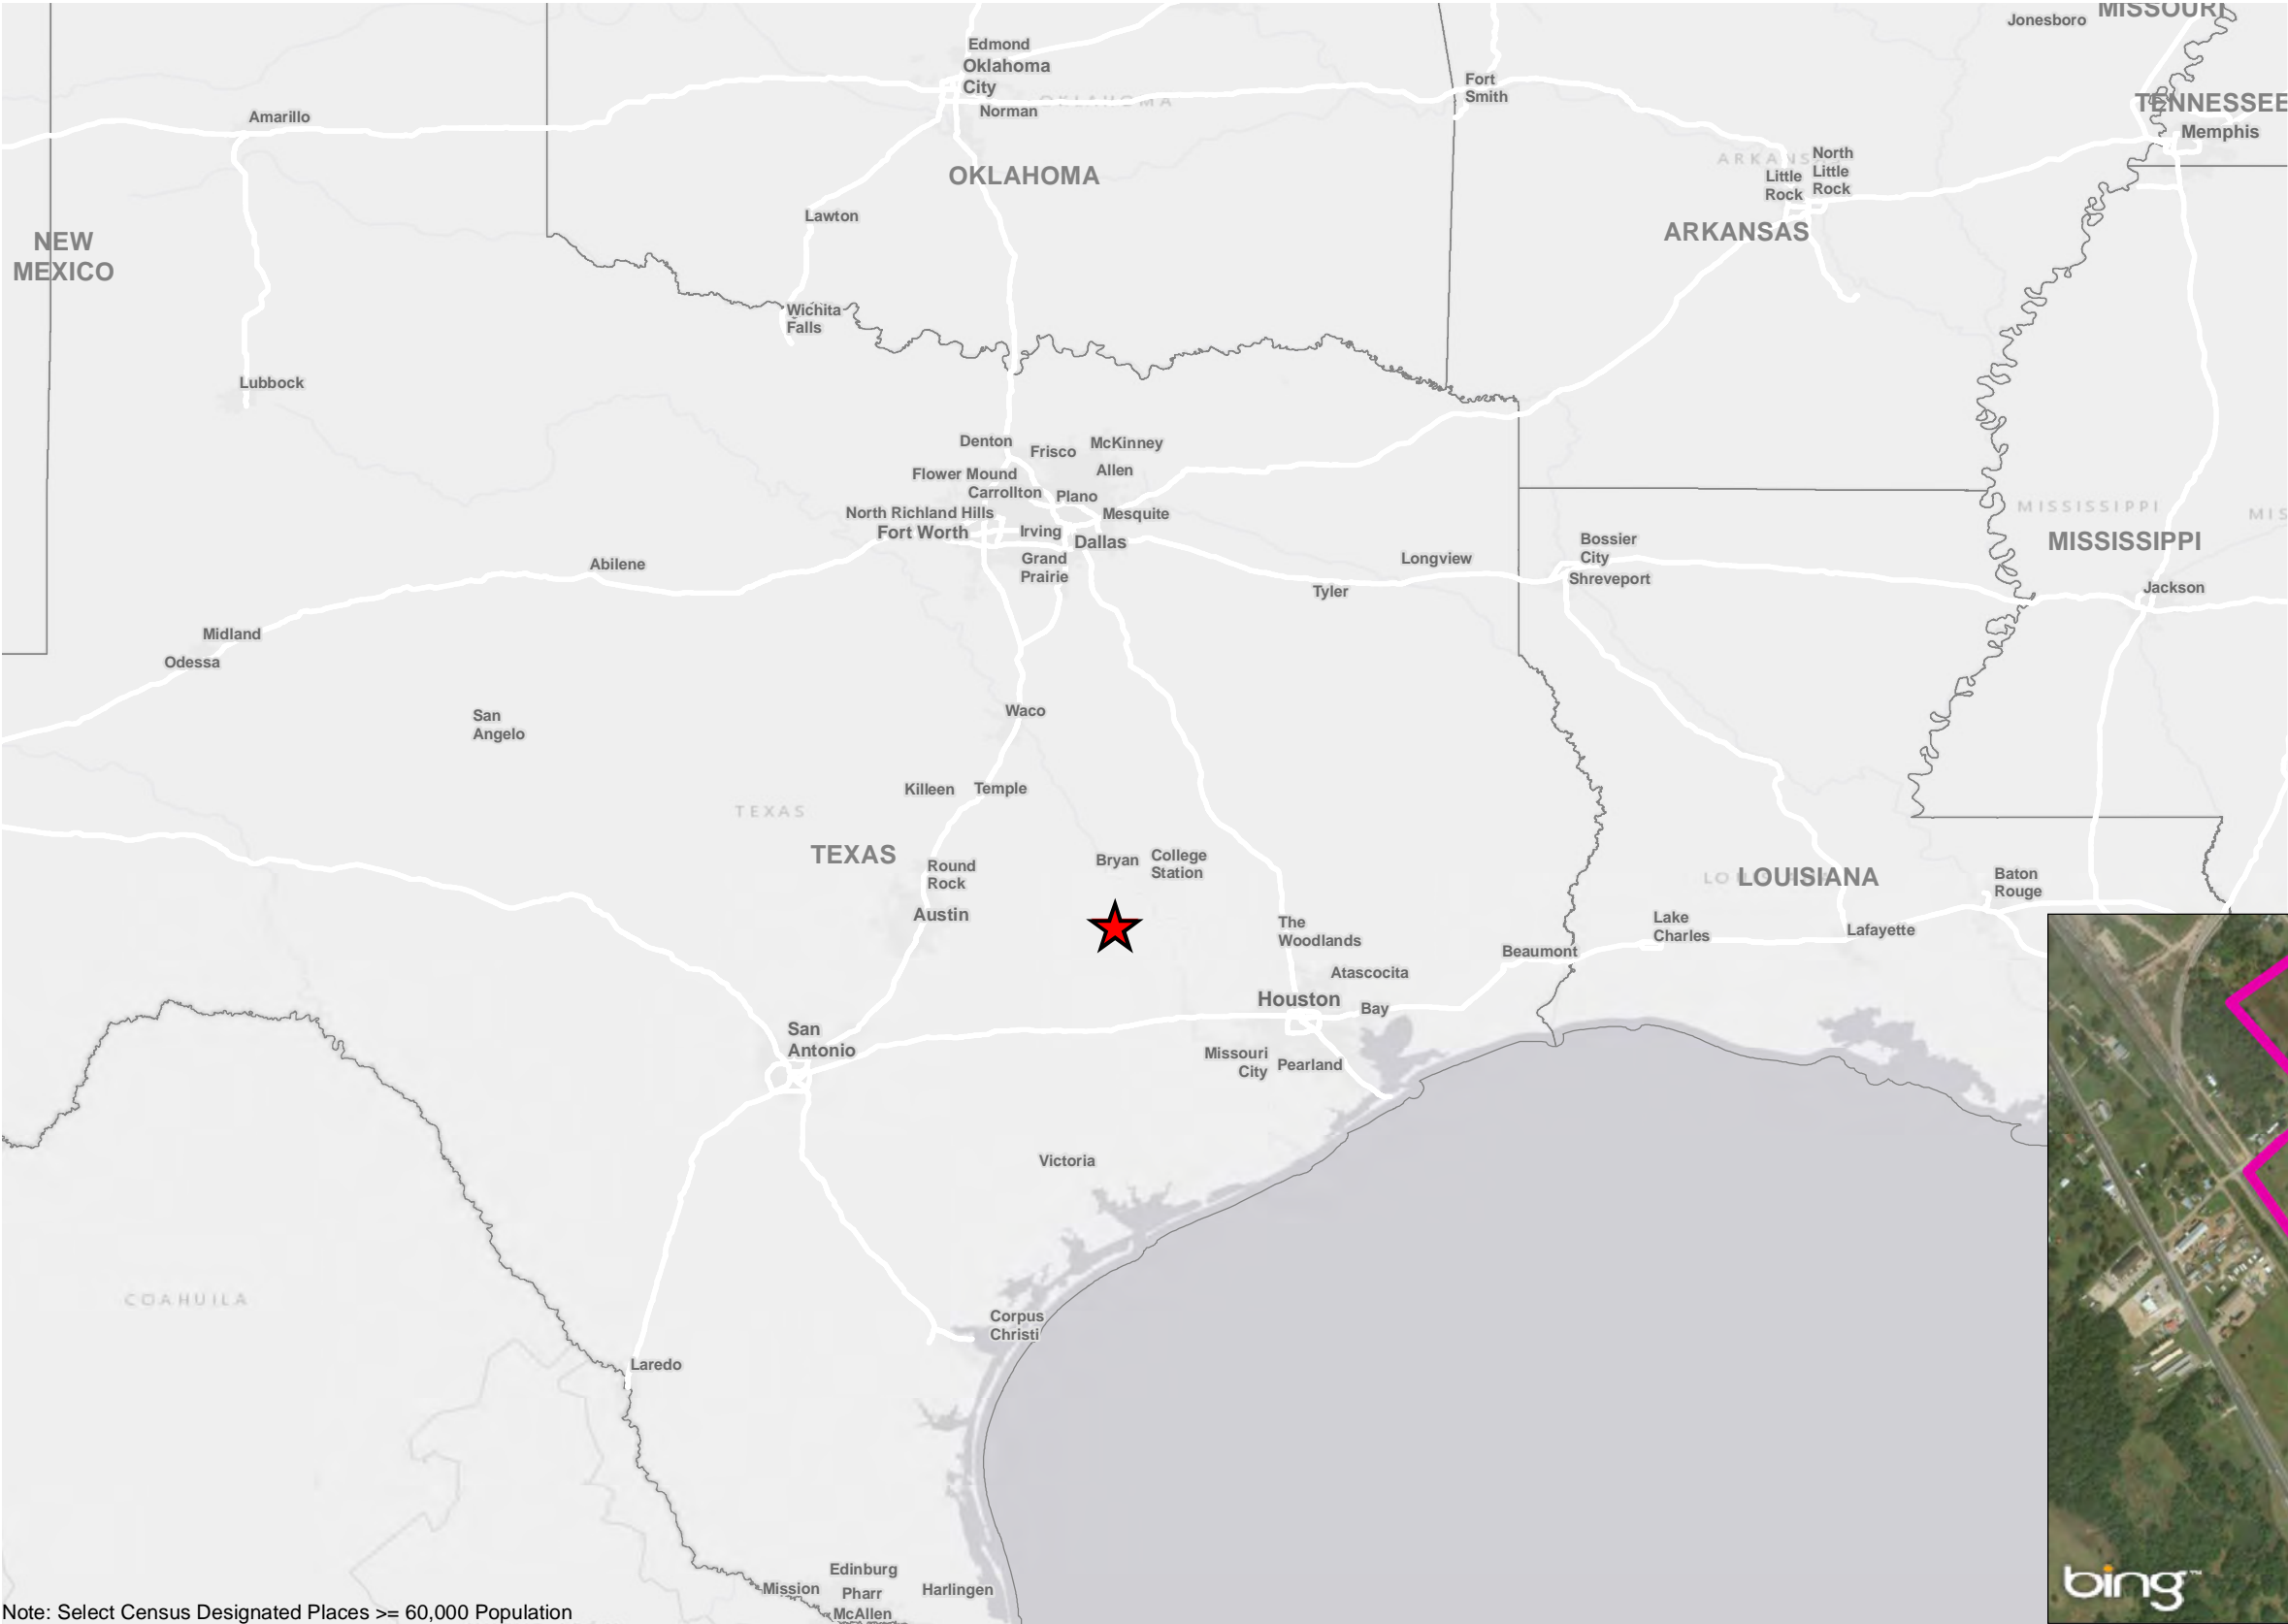 MISSOURI
Jonesboro
Edmond
Oklahoma
City
OKLAHOMA
Norman
Fort
Smith
TENNESSEE
Memphis
Amarillo
ARKANSAS
North
Little
Rock
Little
Rock
OKLAHOMA
Lawton
ARKANSAS
NEW
MEXICO
Wichita
Falls
Lubbock
Denton
Frisco
McKinney
Allen
Flower Mound
Carrollton
Plano
North Richland Hills
Mesquite
Fort Worth
Irving
Dallas
Grand
Prairie
MISSISSIPPI
MIS
MISSISSIPPI
Bossier
City
Shreveport
Longview
Tyler
Jackson
Abilene
Midland
Odessa
San
Angelo
Waco
Killeen
Temple
TEXAS
TEXAS
Bryan
College
Station
Round
Rock
Austin
LOUISIANA
Baton
Rouge
The
Woodlands
Lake
Charles
Lafayette
Beaumont
Atascocita
Houston
Bay
San
Antonio
Missouri
City
Pearland
Victoria
COAHUILA
Corpus
Christi
Laredo
Edinburg
Mission
Pharr
Harlingen
McAllen
Note: Select Census Designated Places >= 60,000 Population
bing™